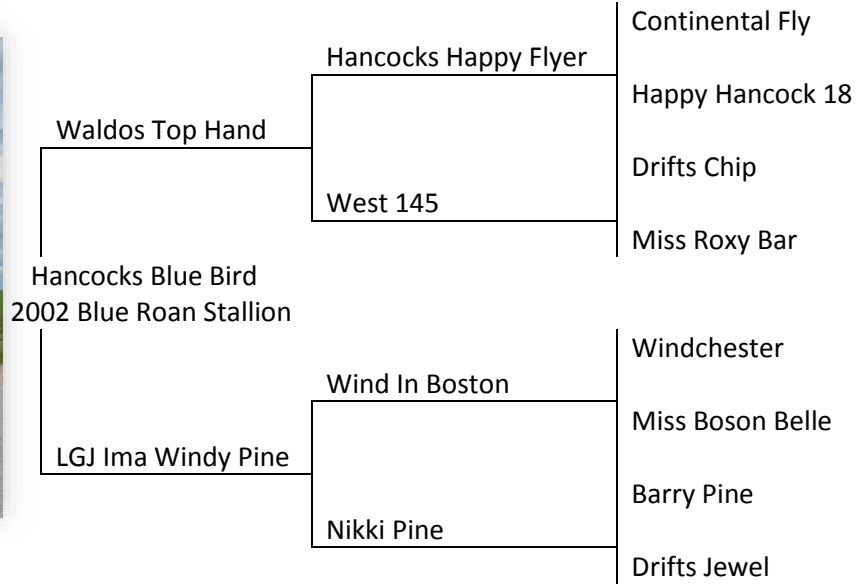 Continental Fly
Hancocks Happy Flyer
Happy Hancock 18
Waldos Top Hand
Drifts Chip
West 145
Miss Roxy Bar
Hancocks Blue Bird
2002 Blue Roan Stallion
Windchester
Wind In Boston
Miss Boson Belle
LGJ Ima Windy Pine
Barry Pine
Nikki Pine
Drifts Jewel